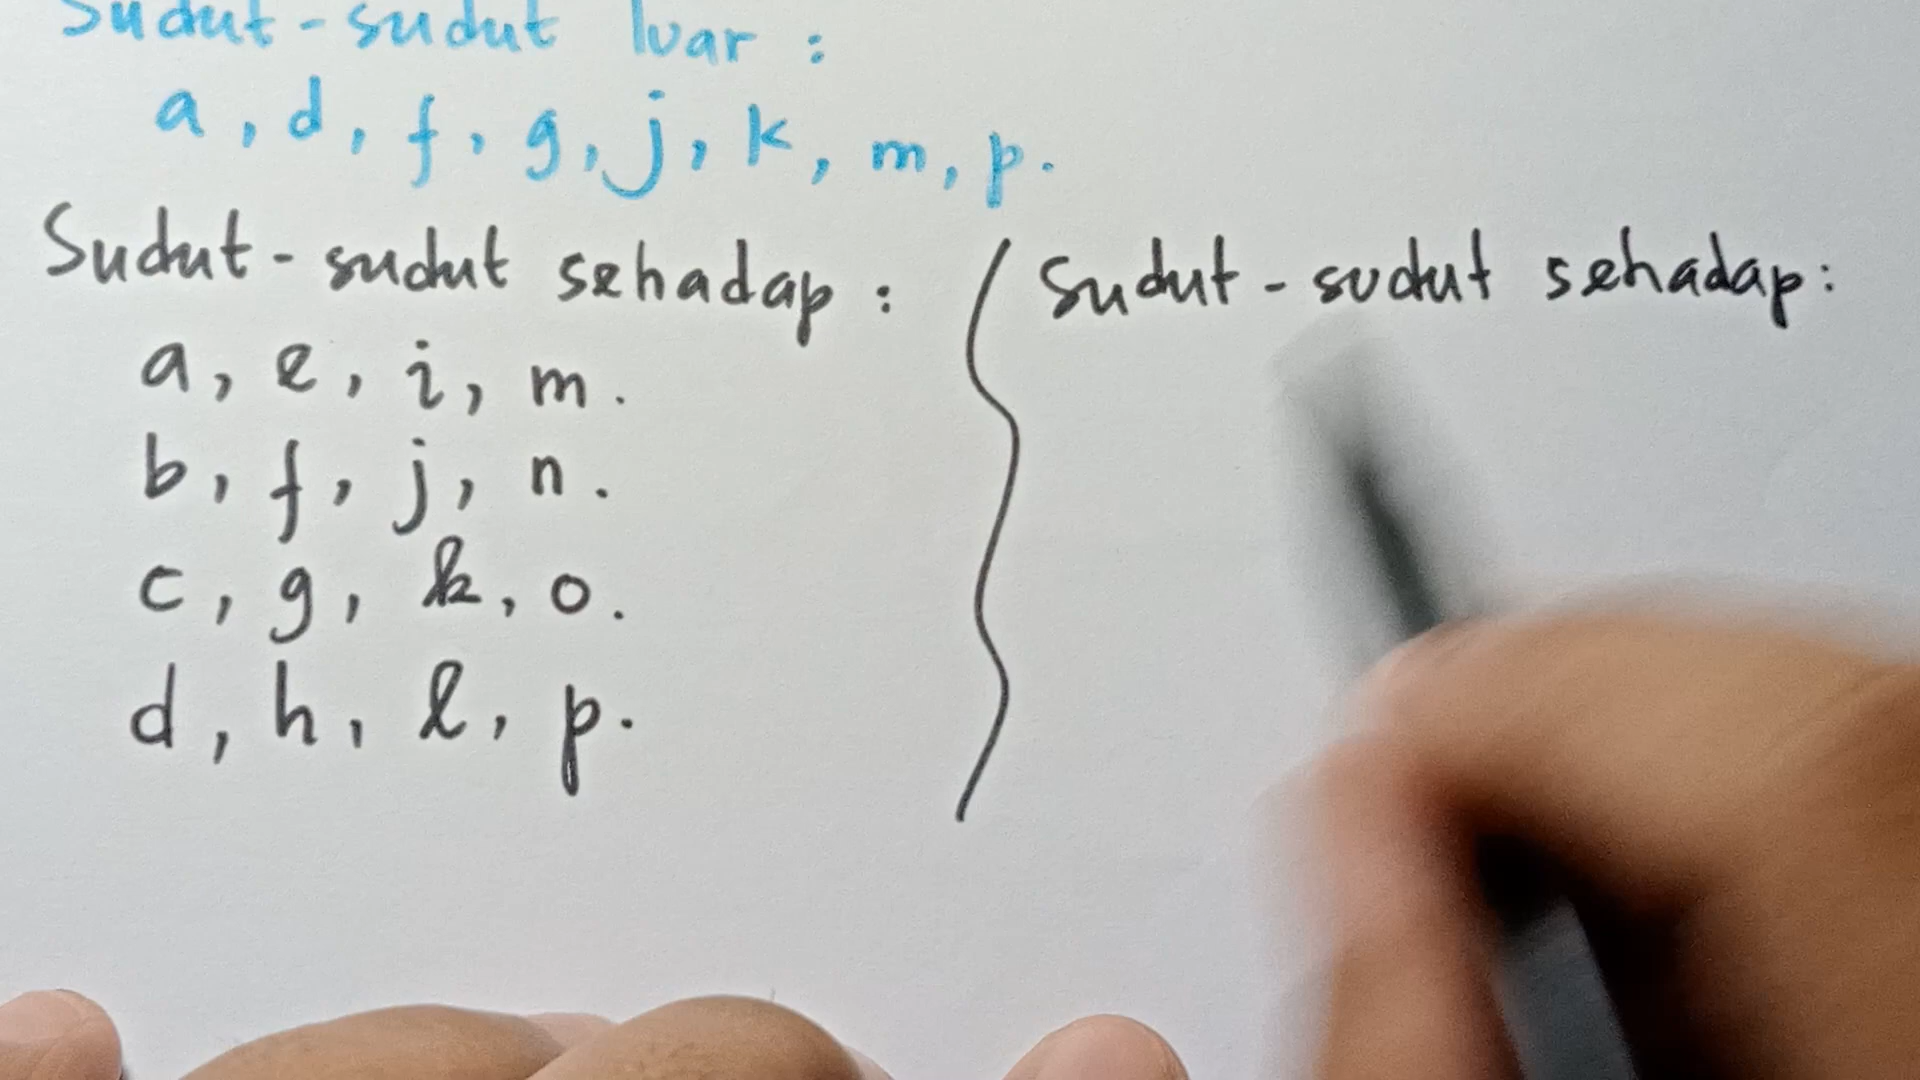 Sudut-sudut luar :
a, d, f, g, j, k, m, p.
Sudut-sudut sehadap :
a, e, i, m.
b, f, j, n.
c, g, k, o.
d, h, l, p.
Sudut-sudut sehadap :